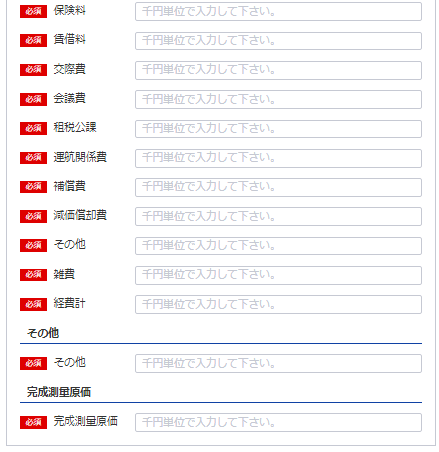 必須 保険料 千円単位で入力して下さい。
必須 賃借料 千円単位で入力して下さい。
必須 交際費 千円単位で入力して下さい。
必須 会議費 千円単位で入力して下さい。
必須 租税公課 千円単位で入力して下さい。
必須 運航関係費 千円単位で入力して下さい。
必須 補償費 千円単位で入力して下さい。
必須 減価償却費 千円単位で入力して下さい。
必須 その他 千円単位で入力して下さい。
必須 雑費 千円単位で入力して下さい。
必須 経費計 千円単位で入力して下さい。
その他
必須 その他 千円単位で入力して下さい。
完成測量原価
必須 完成測量原価 千円単位で入力して下さい。